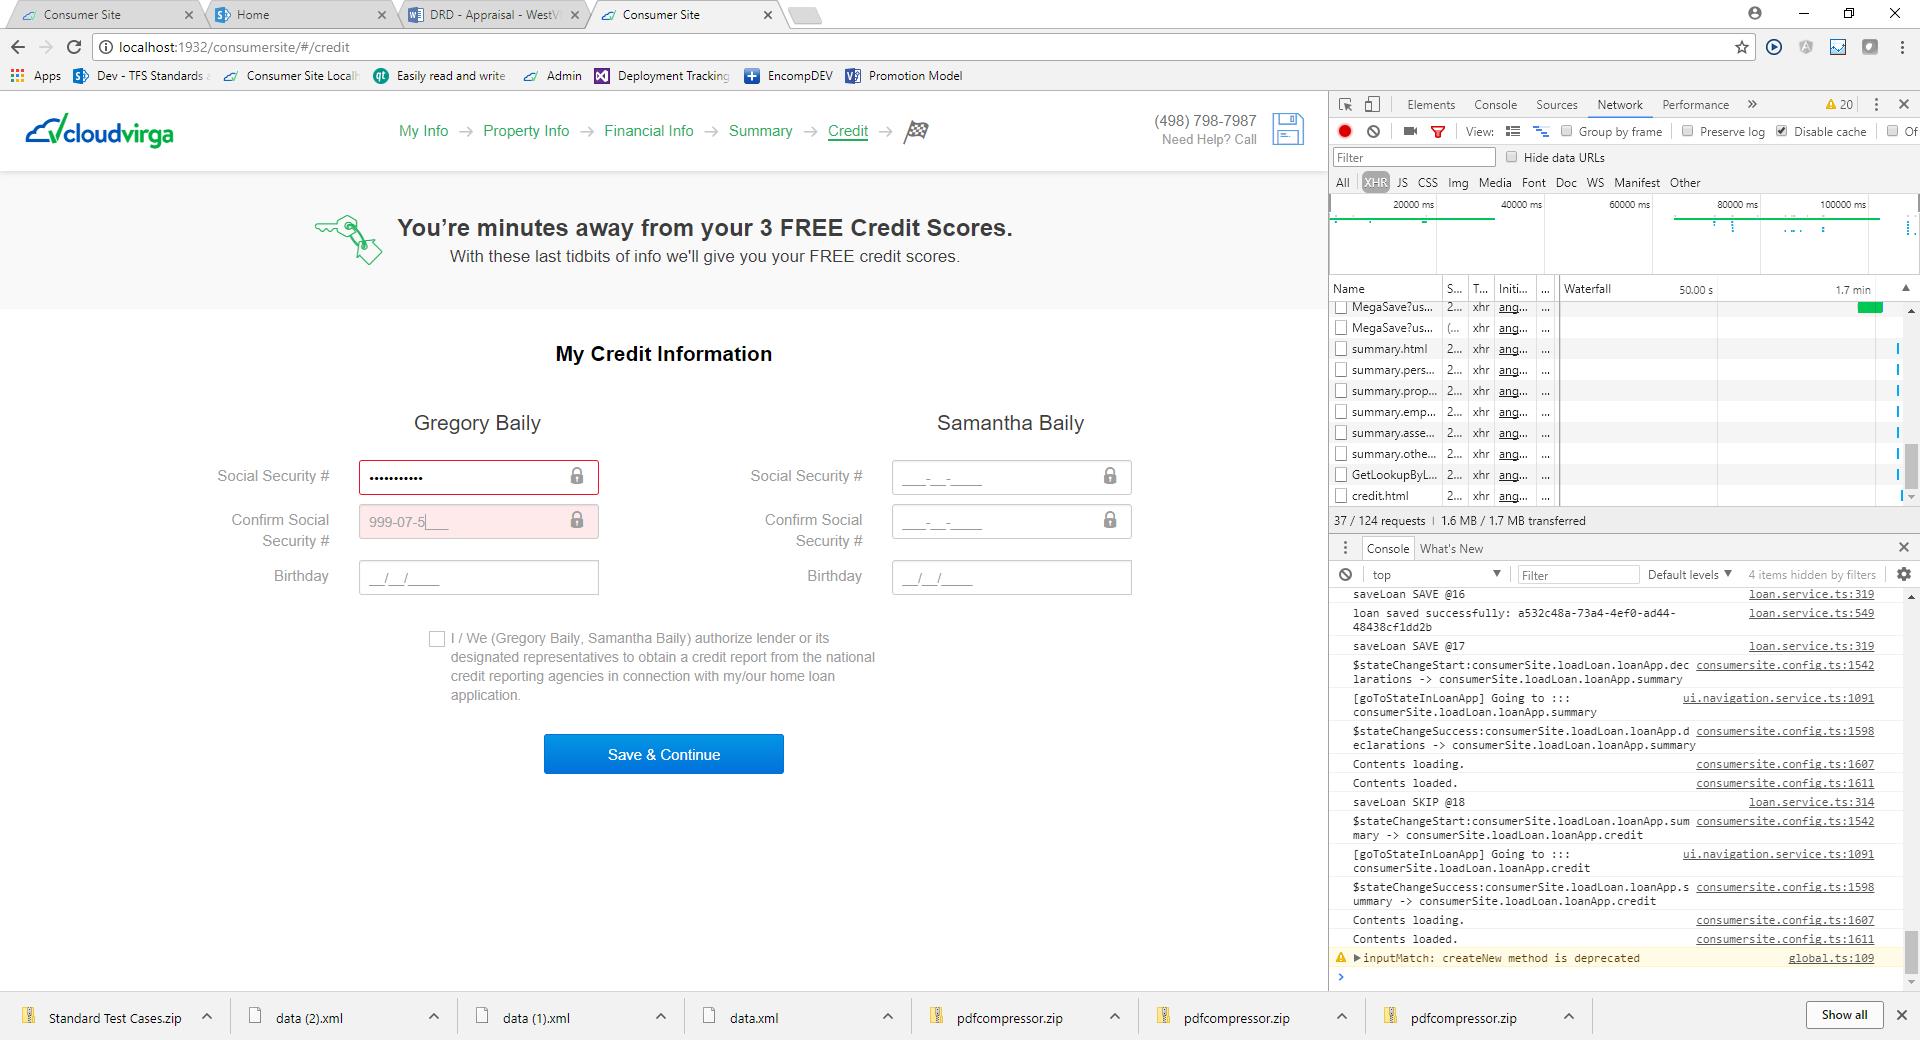 Consumer Site
Home
DRD - Appraisal - WestV
Consumer Site
localhost:1932/consumersite/#/credit
Apps
Dev - TFS Standards
Consumer Site Local
Easily read and write
Admin
Deployment Tracking
EncompDEV
Promotion Model
cloudvirga
My Info → Property Info → Financial Info → Summary → Credit →
(498) 798-7987
Need Help? Call
You’re minutes away from your 3 FREE Credit Scores.
With these last tidbits of info we'll give you your FREE credit scores.
My Credit Information
Gregory Baily
Social Security #
•••••••••••
Confirm Social
Security #
999-07-5___
Birthday
__/__/____
Samantha Baily
Social Security #
___-__-____
Confirm Social
Security #
___-__-____
Birthday
__/__/____
I / We (Gregory Baily, Samantha Baily) authorize lender or its
designated representatives to obtain a credit report from the national
credit reporting agencies in connection with my/our home loan
application.
Save & Continue
Elements Console Sources Network Performance » 20
View: Group by frame Preserve log Disable cache Of
Filter Hide data URLs
All XHR JS CSS Img Media Font Doc WS Manifest Other
20000 ms 40000 ms 60000 ms 80000 ms 100000 ms
Name S... T... Initi... ... Waterfall 50.00 s 1.7 min
MegaSave?us... 2... xhr ang... ...
MegaSave?us... (... xhr ang... ...
summary.html 2... xhr ang... ...
summary.pers... 2... xhr ang... ...
summary.prop... 2... xhr ang... ...
summary.emp... 2... xhr ang... ...
summary.asse... 2... xhr ang... ...
summary.othe... 2... xhr ang... ...
GetLookupByL... 2... xhr ang... ...
credit.html 2... xhr ang... ...
37 / 124 requests | 1.6 MB / 1.7 MB transferred
Console What's New
top Filter Default levels 4 items hidden by filters
saveLoan SAVE @16 loan.service.ts:319
loan saved successfully: a532c48a-73a4-4ef0-ad44- loan.service.ts:549
48438cf1dd2b
saveLoan SAVE @17 loan.service.ts:319
$stateChangeStart:consumerSite.loadLoan.loanApp.dec consumersite.config.ts:1542
larations -> consumerSite.loadLoan.loanApp.summary
[goToStateInLoanApp] Going to ::: ui.navigation.service.ts:1091
consumerSite.loadLoan.loanApp.summary
$stateChangeSuccess:consumerSite.loadLoan.loanApp.d consumersite.config.ts:1598
eclarations -> consumerSite.loadLoan.loanApp.summary
Contents loading. consumersite.config.ts:1607
Contents loaded. consumersite.config.ts:1611
saveLoan SKIP @18 loan.service.ts:314
$stateChangeStart:consumerSite.loadLoan.loanApp.sum consumersite.config.ts:1542
mary -> consumerSite.loadLoan.loanApp.credit
[goToStateInLoanApp] Going to ::: ui.navigation.service.ts:1091
consumerSite.loadLoan.loanApp.credit
$stateChangeSuccess:consumerSite.loadLoan.loanApp.s consumersite.config.ts:1598
ummary -> consumerSite.loadLoan.loanApp.credit
Contents loading. consumersite.config.ts:1607
Contents loaded. consumersite.config.ts:1611
inputMatch: createNew method is deprecated global.ts:109
Standard Test Cases.zip
data (2).xml
data (1).xml
data.xml
pdfcompressor.zip
pdfcompressor.zip
pdfcompressor.zip
Show all